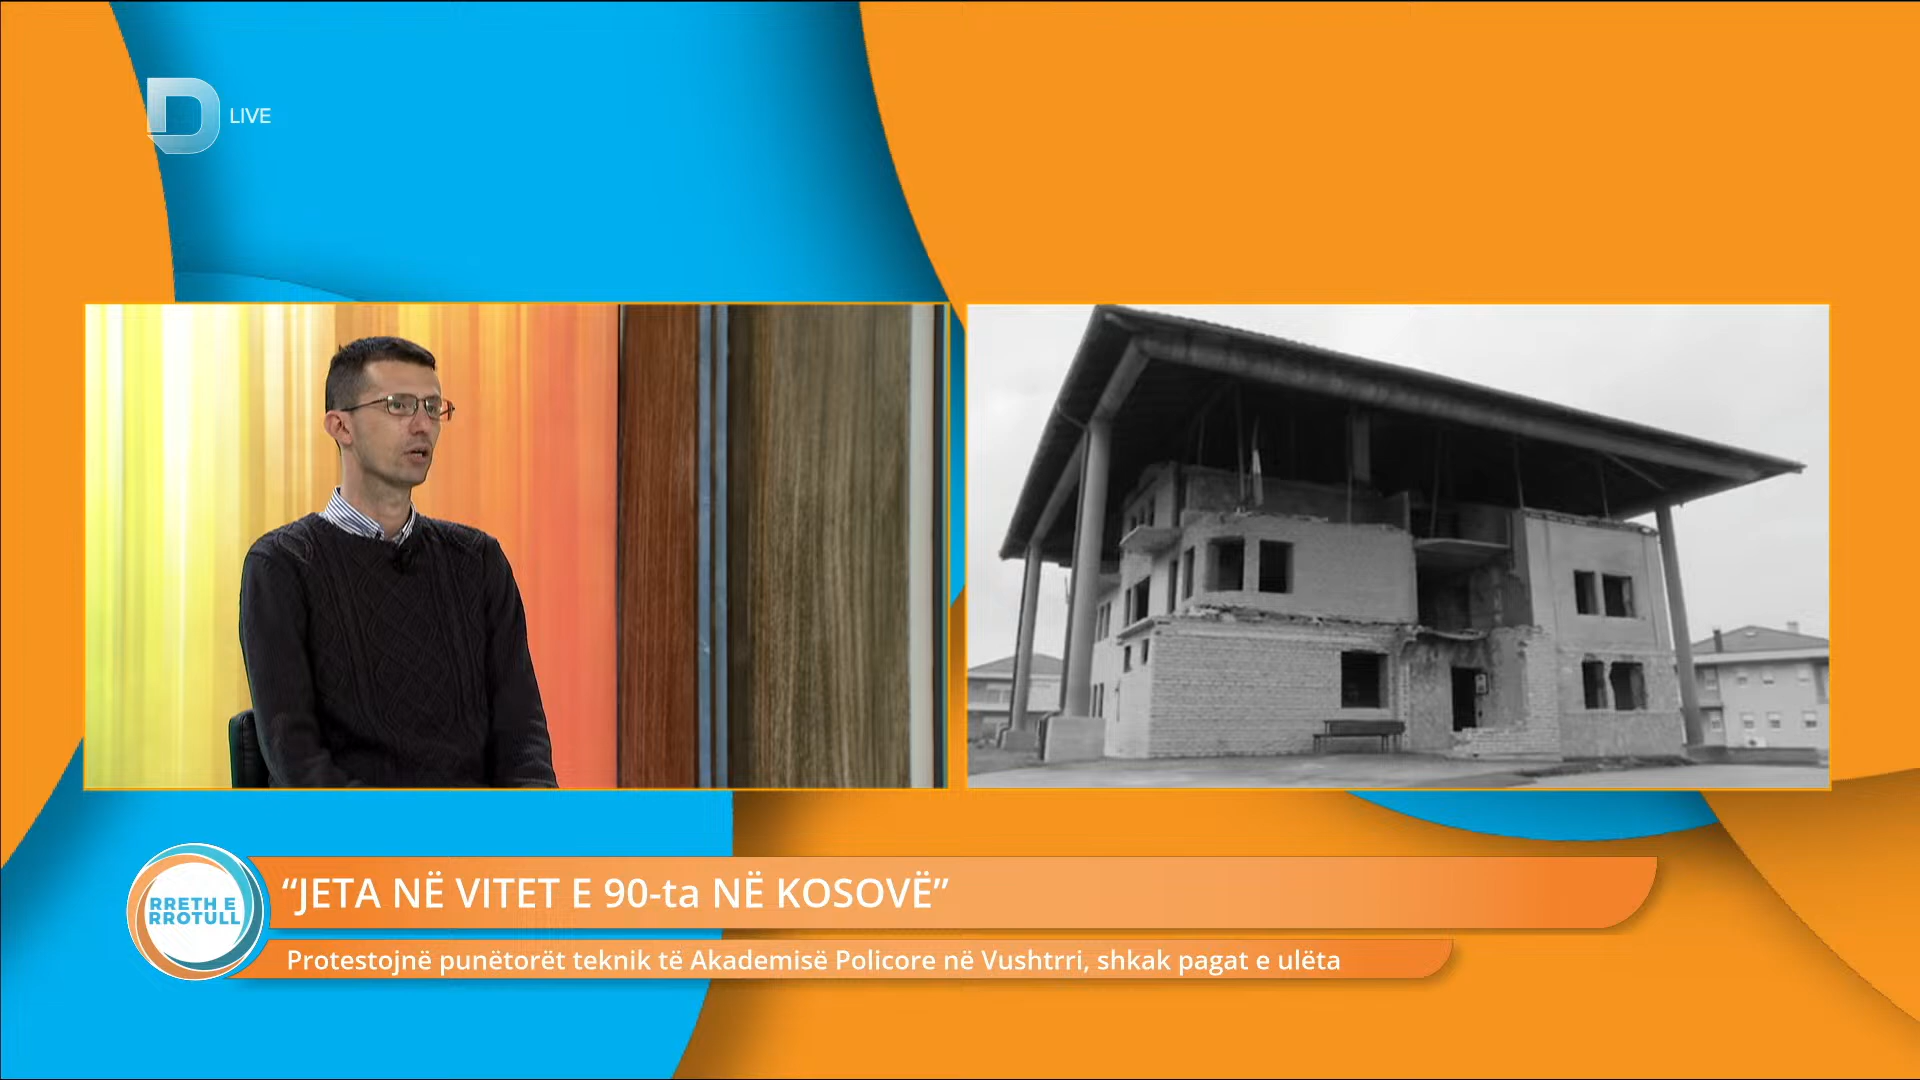 LIVE
“JETA NË VITET E 90-ta NË KOSOVË”
RRETH E
RROTULL
Protestojnë punëtorët teknik të Akademisë Policore në Vushtrri, shkak pagat e ulëta